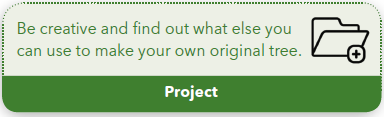 Be creative and find out what else you
can use to make your own original tree.
Project